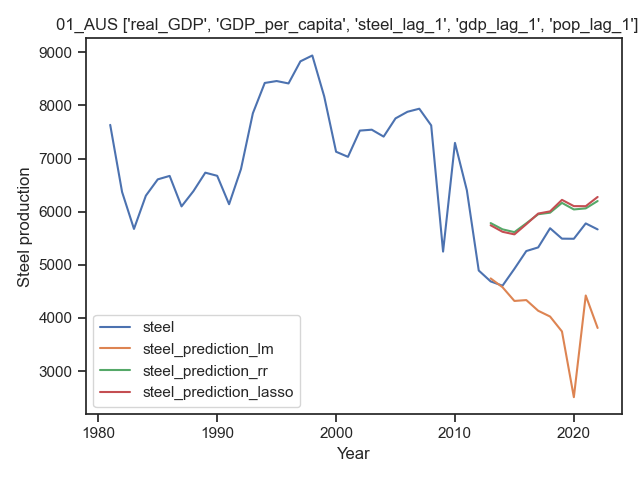 01_AUS ['real_GDP', 'GDP_per_capita', 'steel_lag_1', 'gdp_lag_1', 'pop_lag_1']
9000
8000
7000
6000
5000
4000
3000
Steel production
steel
steel_prediction_lm
steel_prediction_rr
steel_prediction_lasso
1980
1990
2000
2010
2020
Year